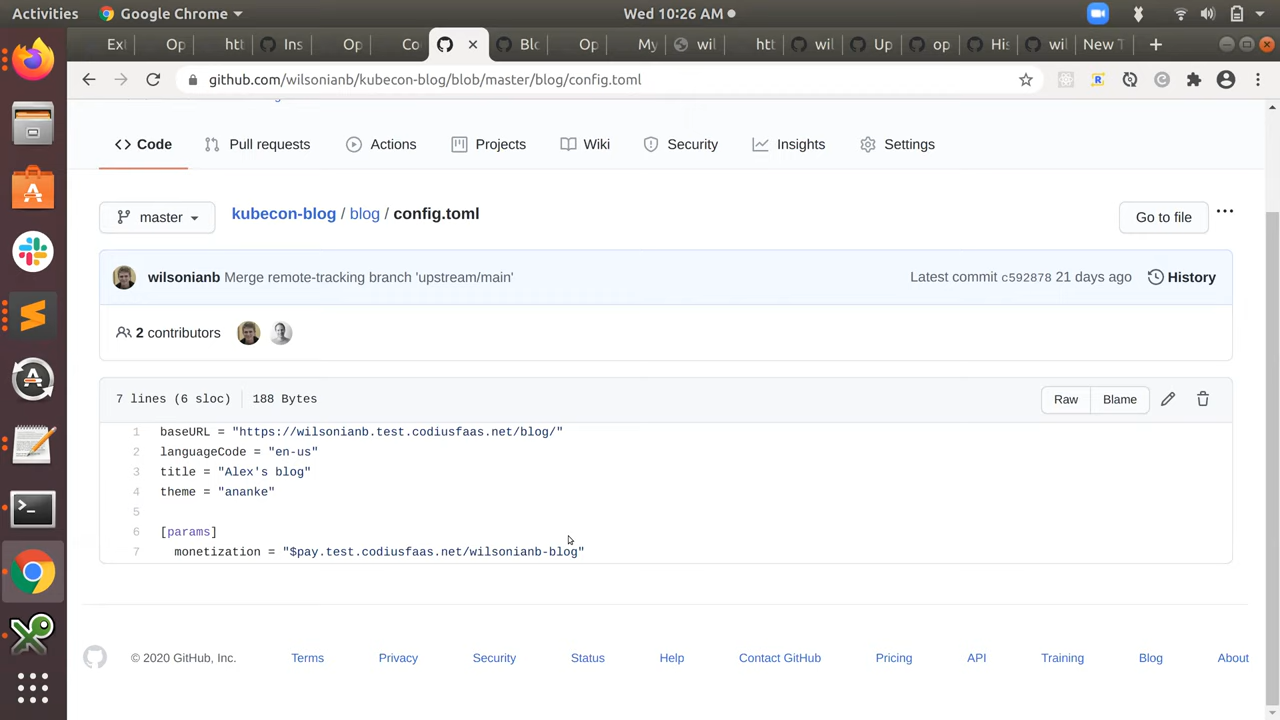 Activities
Google Chrome
Wed 10:26 AM
Ex
Op
htt
Ins
Op
Co
Blc
Op
My
wil
htt
wil
Up
op
His
wil
New T
github.com/wilsonianb/kubecon-blog/blob/master/blog/config.toml
Code
Pull requests
Actions
Projects
Wiki
Security
Insights
Settings
master
kubecon-blog / blog / config.toml
Go to file
wilsonianb Merge remote-tracking branch 'upstream/main'
Latest commit c592878 21 days ago
History
2 contributors
7 lines (6 sloc)
188 Bytes
Raw
Blame
1 baseURL = "https://wilsonianb.test.codiusfaas.net/blog/"
2 languageCode = "en-us"
3 title = "Alex's blog"
4 theme = "ananke"
5
6 [params]
7 monetization = "$pay.test.codiusfaas.net/wilsonianb-blog"
© 2020 GitHub, Inc.
Terms
Privacy
Security
Status
Help
Contact GitHub
Pricing
API
Training
Blog
About